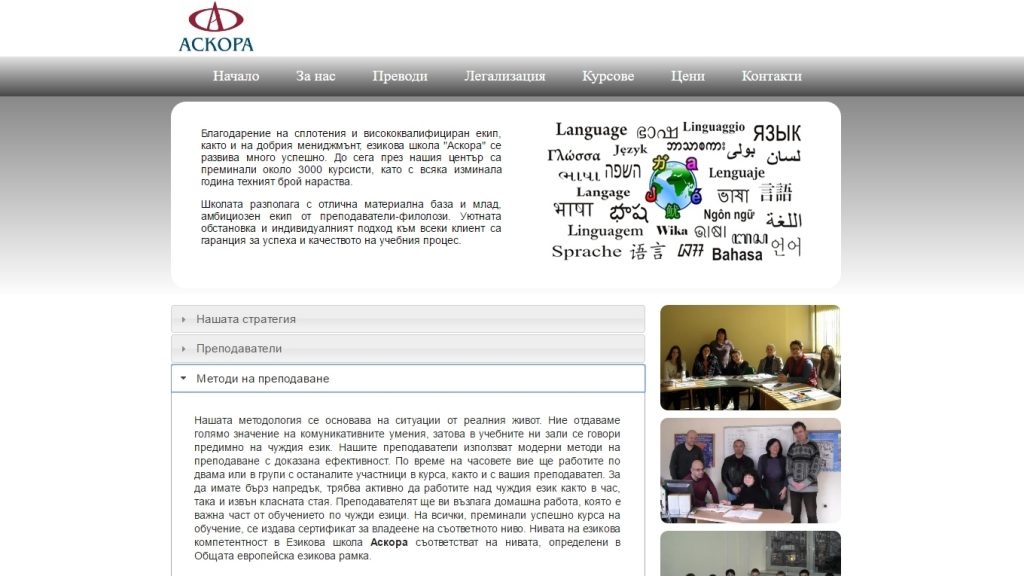 АСКОРА
Начало За нас Преводи Легализация Курсове Цени Контакти
Благодарение на сплотения и висококвалифициран екип,
както и на добрия мениджмънт, езикова школа "Аскора" се
развива много успешно. До сега през нашия център са
преминали около 3000 курсисти, като с всяка изминала
година техният брой нараства.
Школата разполага с отлична материална база и млад,
амбициозен екип от преподаватели-филолози. Уютната
обстановка и индивидуалният подход към всеки клиент са
гаранция за успеха и качеството на учебния процес.
Language ភាសា Linguaggio ЯЗЫК
Γλώσσα Język ဘာသာစကား بولی لسان
שפה Lenguaje
Langage ภาษา 言語
भाषा భాష Ngôn ngữ اللغة
Linguagem Wika
Sprache 语言 Bahasa 언어
Нашата стратегия
Преподаватели
Методи на преподаване
Нашата методология се основава на ситуации от реалния живот. Ние отдаваме
голямо значение на комуникативните умения, затова в учебните ни зали се говори
предимно на чуждия език. Нашите преподаватели използват модерни методи на
преподаване с доказана ефективност. По време на часовете вие ще работите по
двама или в групи с останалите участници в курса, както и с вашия преподавател. За
да имате бърз напредък, трябва активно да работите над чуждия език както в час,
така и извън класната стая. Преподавателят ще ви възлага домашна работа, която е
важна част от обучението по чужди езици. На всички, преминали успешно курса на
обучение, се издава сертификат за владеене на съответното ниво. Нивата на езикова
компетентност в Езикова школа Аскора съответстват на нивата, определени в
Общата европейска езикова рамка.